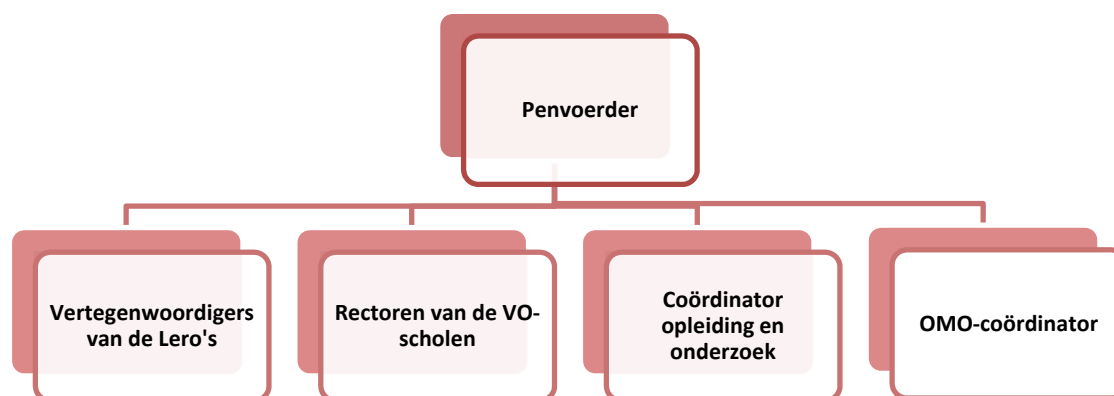 Penvoerder
Vertegenwoordigers
van de Lero's
Rectoren van de VO-
scholen
Coördinator
opleiding en
onderzoek
OMO-coördinator